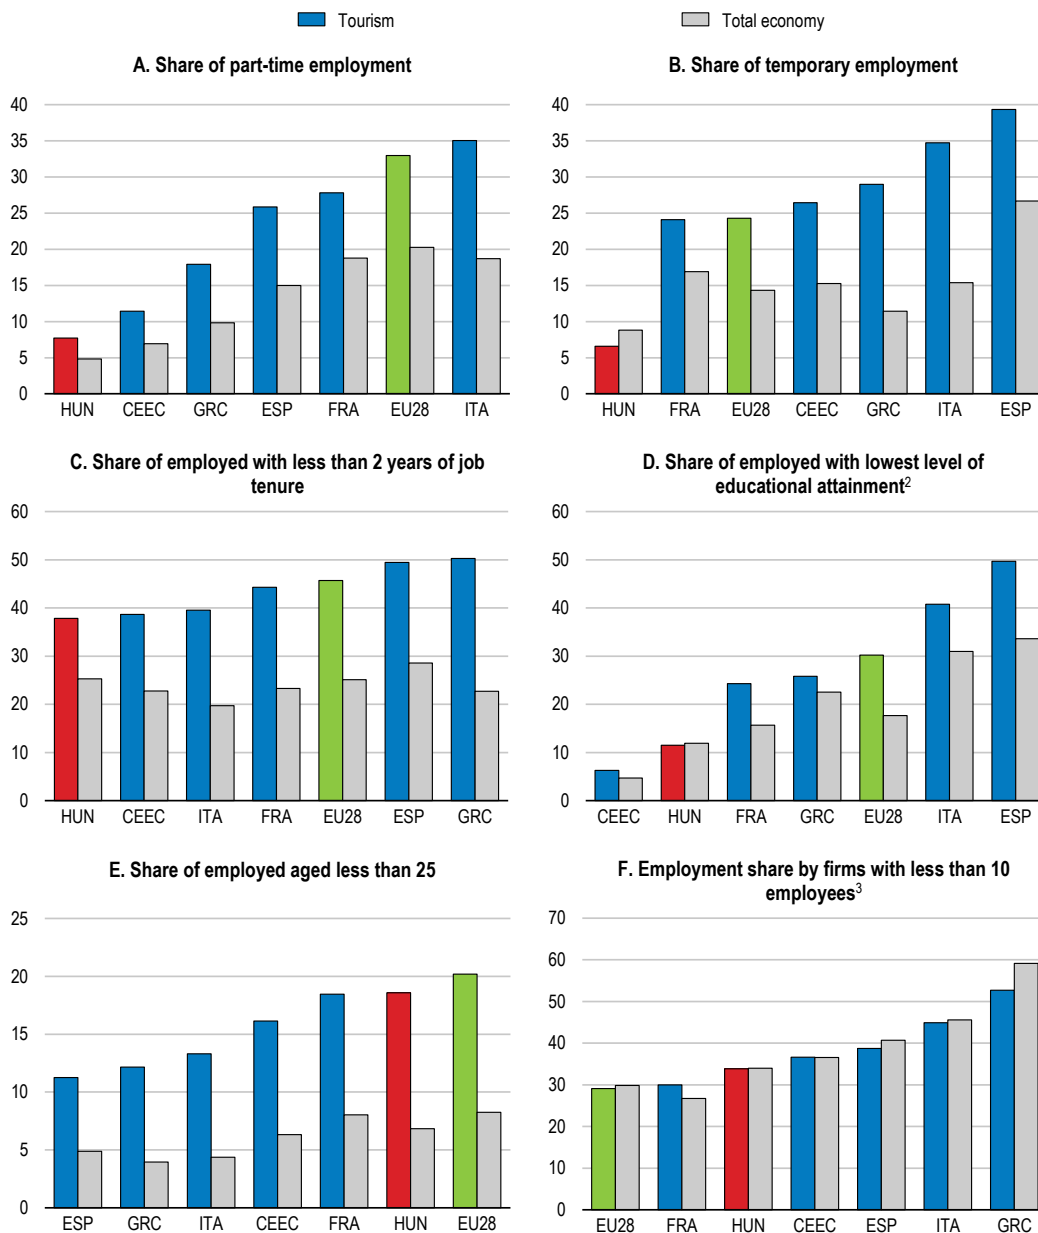 Tourism
Total economy
A. Share of part-time employment
40
35
30
25
20
15
10
5
0
HUN CEEC GRC ESP FRA EU28 ITA
B. Share of temporary employment
40
35
30
25
20
15
10
5
0
HUN FRA EU28 CEEC GRC ITA ESP
C. Share of employed with less than 2 years of job
tenure
60
50
40
30
20
10
0
HUN CEEC ITA FRA EU28 ESP GRC
D. Share of employed with lowest level of
educational attainment²
60
50
40
30
20
10
0
CEEC HUN FRA GRC EU28 ITA ESP
E. Share of employed aged less than 25
25
20
15
10
5
0
ESP GRC ITA CEEC FRA HUN EU28
F. Employment share by firms with less than 10
employees³
70
60
50
40
30
20
10
0
EU28 FRA HUN CEEC ESP ITA GRC